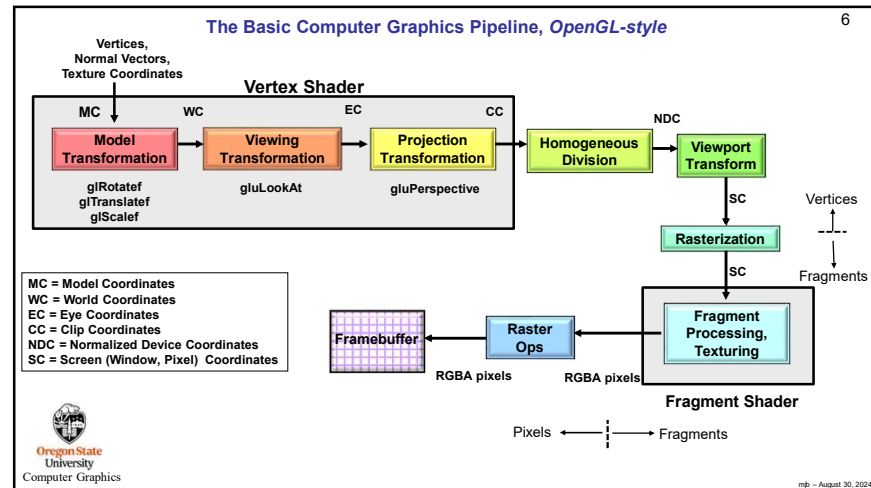 The Basic Computer Graphics Pipeline, OpenGL-style
6
Vertices,
Normal Vectors,
Texture Coordinates
Vertex Shader
MC
WC
EC
CC
NDC
Model
Transformation
Viewing
Transformation
Projection
Transformation
Homogeneous
Division
Viewport
Transform
glRotatef
glTranslatef
glScalef
gluLookAt
gluPerspective
SC
Vertices
Rasterization
Fragments
SC
MC = Model Coordinates
WC = World Coordinates
EC = Eye Coordinates
CC = Clip Coordinates
NDC = Normalized Device Coordinates
SC = Screen (Window, Pixel) Coordinates
Framebuffer
Raster
Ops
Fragment
Processing,
Texturing
RGBA pixels
RGBA pixels
Fragment Shader
Pixels
Fragments
Oregon State
University
Computer Graphics
mjb – August 30, 2024